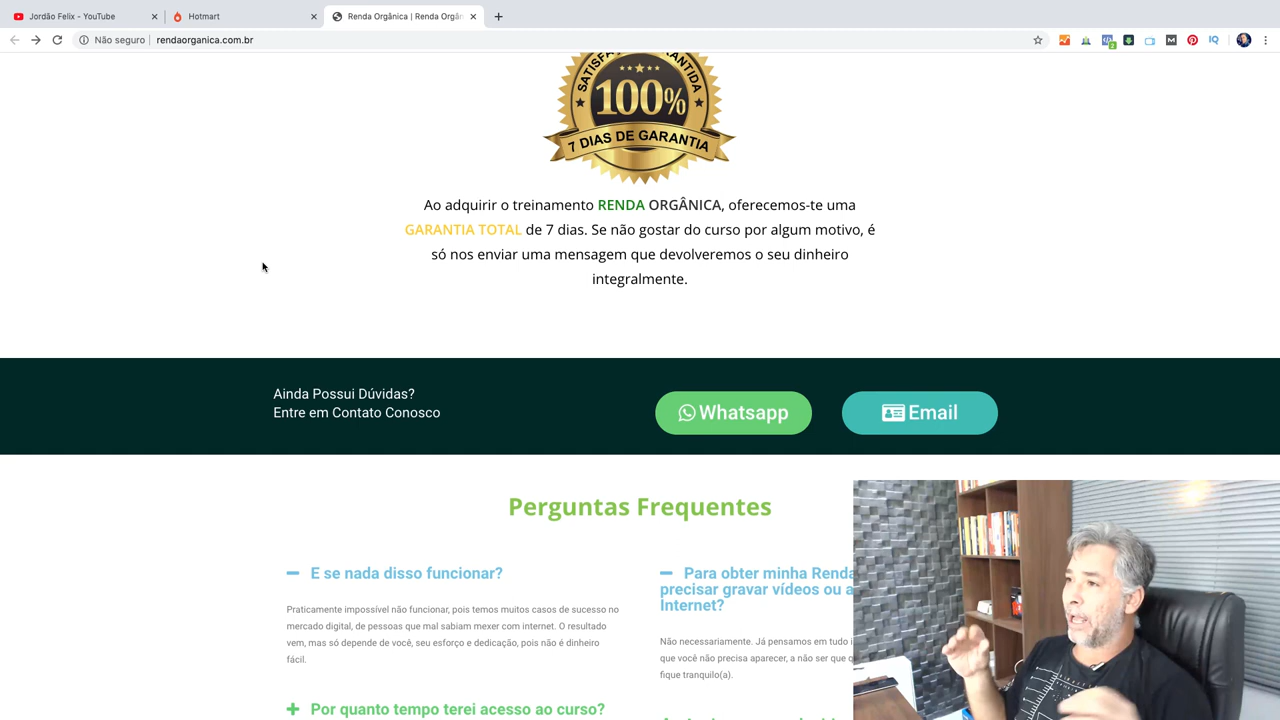 Jordão Felix - YouTube
Hotmart
Renda Orgânica | Renda Orgân
Não seguro
rendaorganica.com.br
SATISFAÇÃO GARANTIDA
100%
7 DIAS DE GARANTIA
Ao adquirir o treinamento RENDA ORGÂNICA, oferecemos-te uma
GARANTIA TOTAL de 7 dias. Se não gostar do curso por algum motivo, é
só nos enviar uma mensagem que devolveremos o seu dinheiro
integralmente.
Ainda Possui Dúvidas?
Entre em Contato Conosco
Whatsapp
Email
Perguntas Frequentes
E se nada disso funcionar?
Praticamente impossível não funcionar, pois temos muitos casos de sucesso no
mercado digital, de pessoas que mal sabiam mexer com internet. O resultado
vem, mas só depende de você, seu esforço e dedicação, pois não é dinheiro
fácil.
Por quanto tempo terei acesso ao curso?
Para obter minha Renda
precisar gravar vídeos ou a
Internet?
Não necessariamente. Já pensamos em tudo i
que você não precisa aparecer, a não ser que q
fique tranquilo(a).